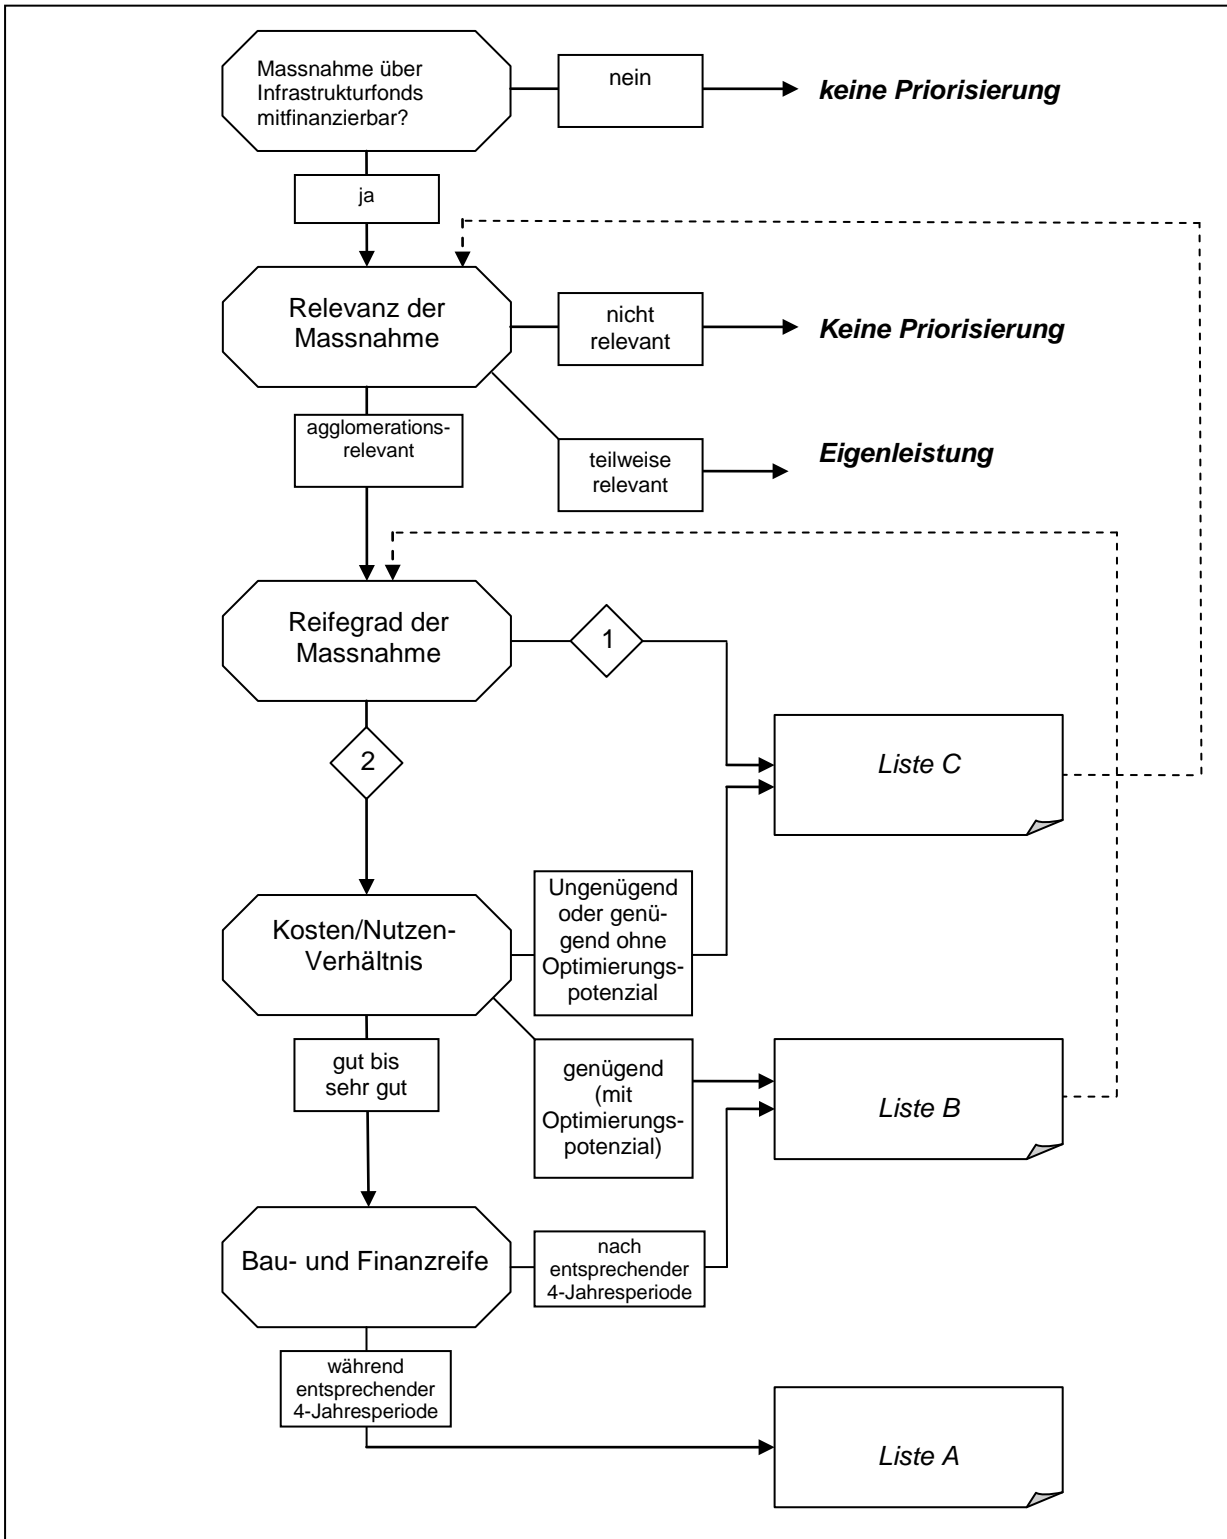 Massnahme über
Infrastrukturfonds
mitfinanzierbar?
nein
keine Priorisierung
ja
Relevanz der
Massnahme
nicht
relevant
Keine Priorisierung
agglomerations-
relevant
teilweise
relevant
Eigenleistung
Reifegrad der
Massnahme
1
2
Liste C
Kosten/Nutzen-
Verhältnis
Ungenügend
oder genü-
gend ohne
Optimierungs-
potenzial
gut bis
sehr gut
genügend
(mit
Optimierungs-
potenzial)
Liste B
Bau- und Finanzreife
nach
entsprechender
4-Jahresperiode
während
entsprechender
4-Jahresperiode
Liste A